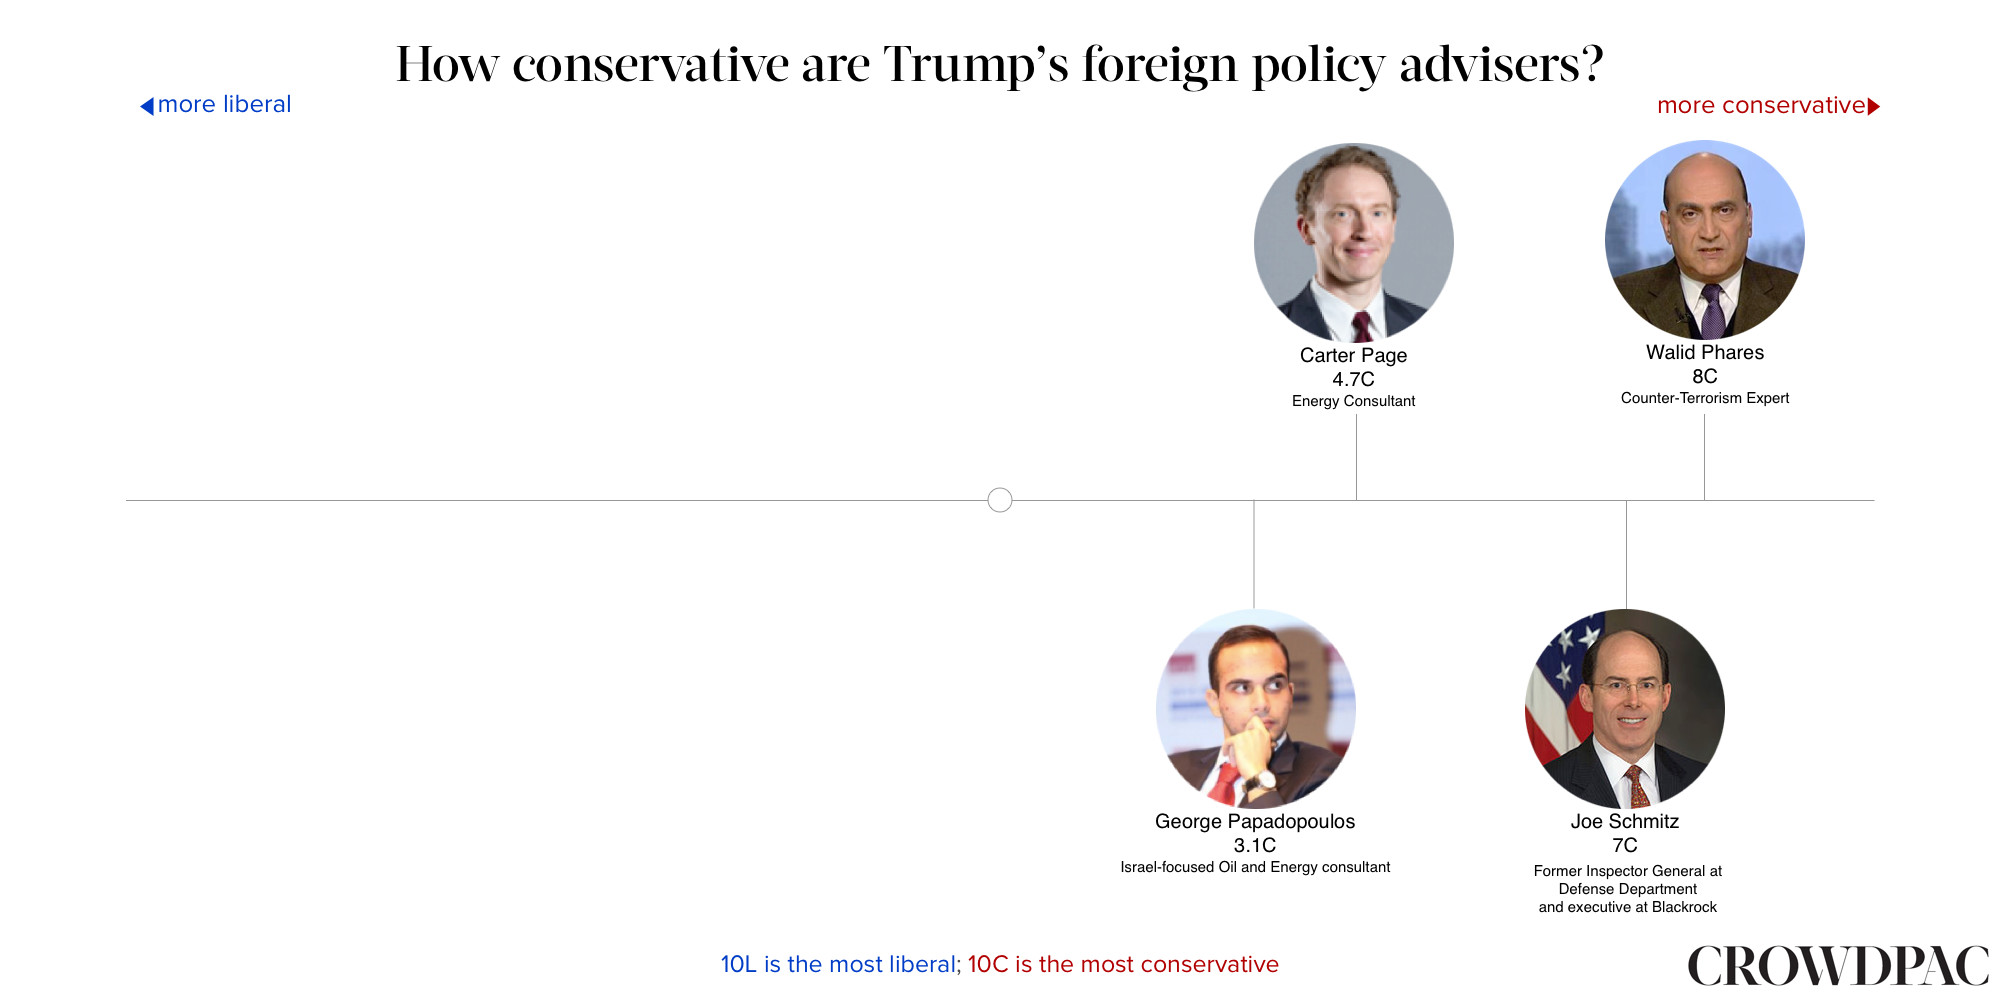 How conservative are Trump's foreign policy advisers?
more liberal
more conservative
Carter Page
4.7C
Energy Consultant
Walid Phares
8C
Counter-Terrorism Expert
George Papadopoulos
3.1C
Israel-focused Oil and Energy consultant
Joe Schmitz
7C
Former Inspector General at
Defense Department
and executive at Blackrock
10L is the most liberal; 10C is the most conservative
CROWDPAC